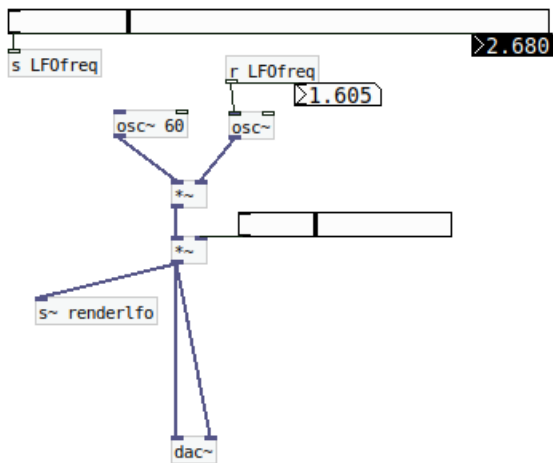 >2.680
s LFOfreq
r LFOfreq
>1.605
osc~ 60
osc~
*~
*~
s~ renderlfo
dac~